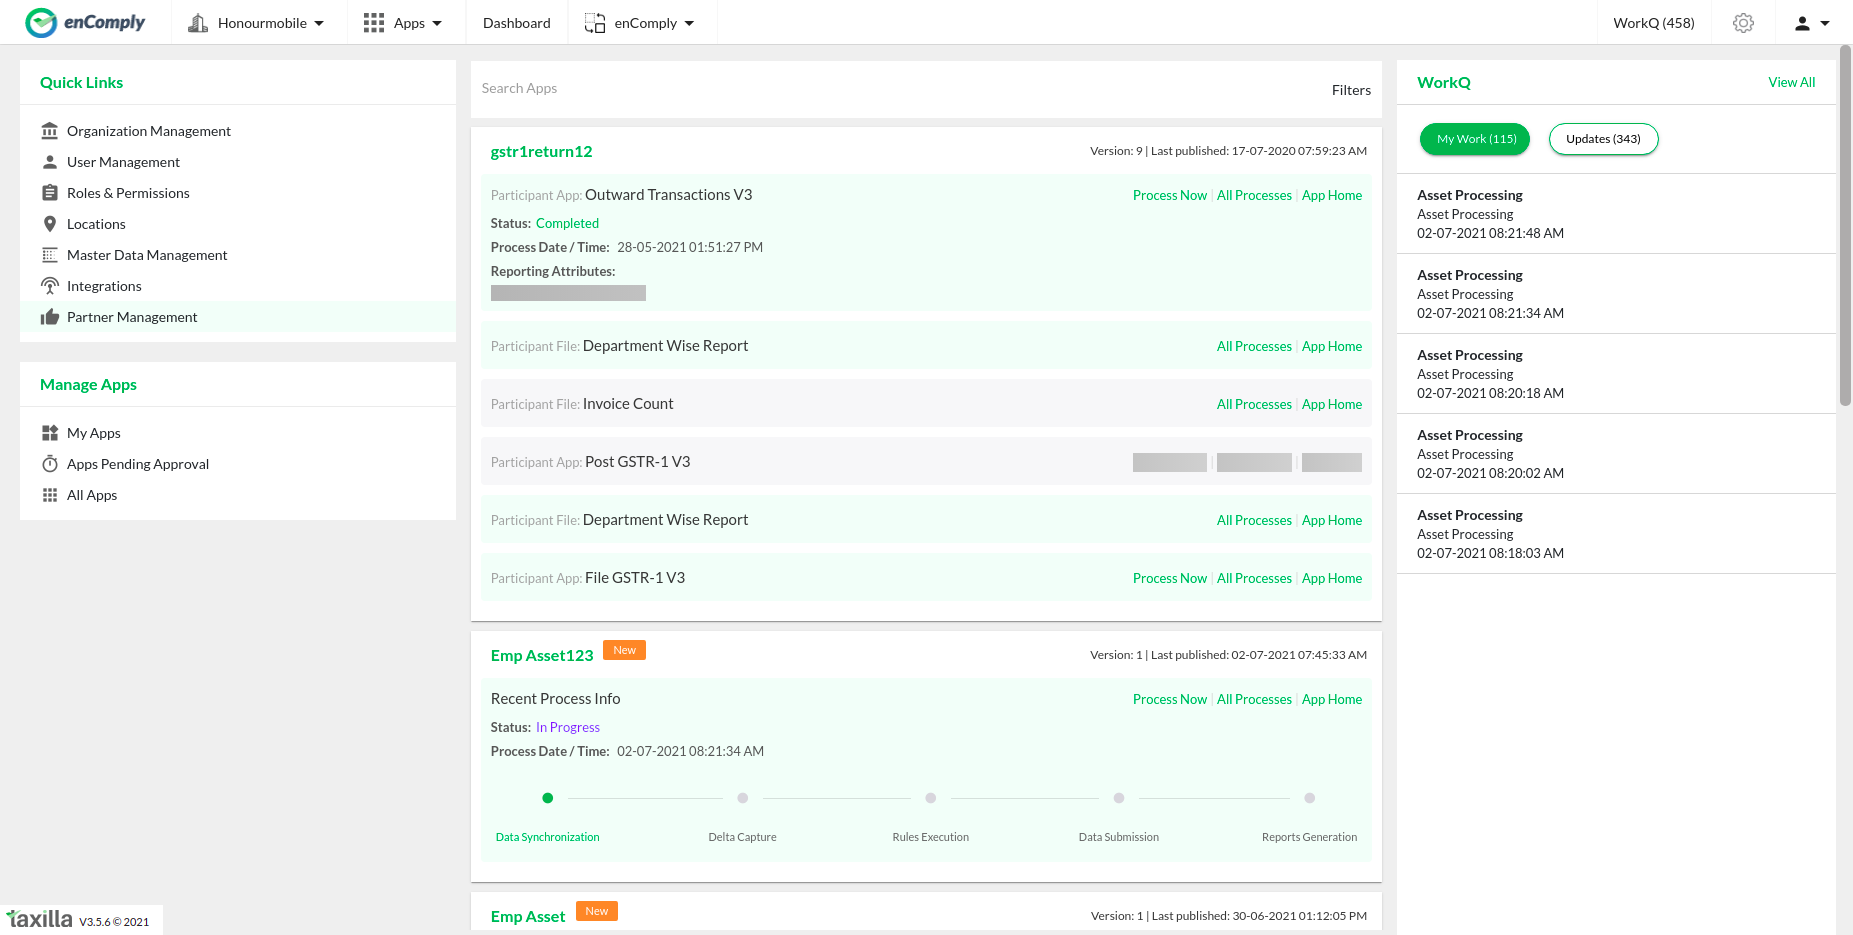 enComply
Honourmobile
Apps
Dashboard
enComply
WorkQ (458)
Quick Links
Organization Management
User Management
Roles & Permissions
Locations
Master Data Management
Integrations
Partner Management
Manage Apps
My Apps
Apps Pending Approval
All Apps
Search Apps
Filters
gstr1return12
Version: 9 | Last published: 17-07-2020 07:59:23 AM
Participant App: Outward Transactions V3
Process Now | All Processes | App Home
Status: Completed
Process Date / Time: 28-05-2021 01:51:27 PM
Reporting Attributes:
Participant File: Department Wise Report
All Processes | App Home
Participant File: Invoice Count
All Processes | App Home
Participant App: Post GSTR-1 V3
Participant File: Department Wise Report
All Processes | App Home
Participant App: File GSTR-1 V3
Process Now | All Processes | App Home
Emp Asset123
New
Version: 1 | Last published: 02-07-2021 07:45:33 AM
Recent Process Info
Process Now | All Processes | App Home
Status: In Progress
Process Date / Time: 02-07-2021 08:21:34 AM
Data Synchronization
Delta Capture
Rules Execution
Data Submission
Reports Generation
Emp Asset
New
Version: 1 | Last published: 30-06-2021 01:12:05 PM
WorkQ
View All
My Work (115)
Updates (343)
Asset Processing
Asset Processing
02-07-2021 08:21:48 AM
Asset Processing
Asset Processing
02-07-2021 08:21:34 AM
Asset Processing
Asset Processing
02-07-2021 08:20:18 AM
Asset Processing
Asset Processing
02-07-2021 08:20:02 AM
Asset Processing
Asset Processing
02-07-2021 08:18:03 AM
taxilla V3.5.6 © 2021